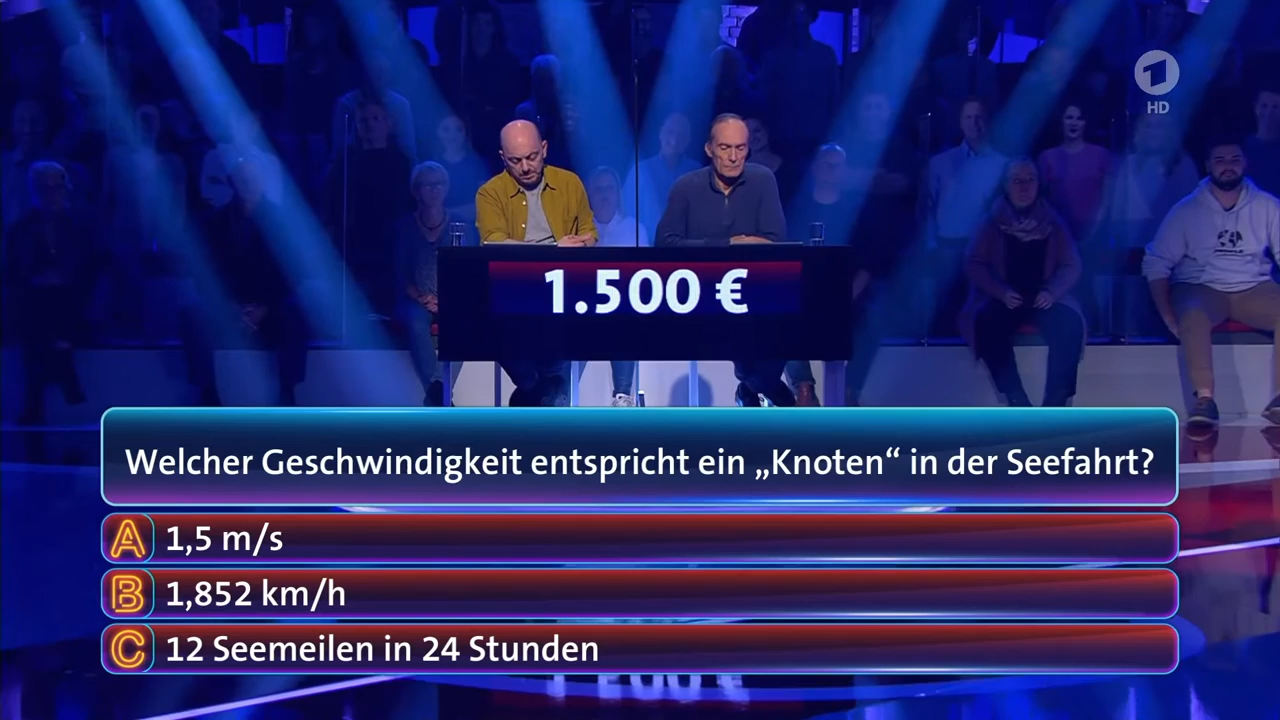 1
HD
1.500 €
Welcher Geschwindigkeit entspricht ein „Knoten“ in der Seefahrt?
A 1,5 m/s
B 1,852 km/h
C 12 Seemeilen in 24 Stunden